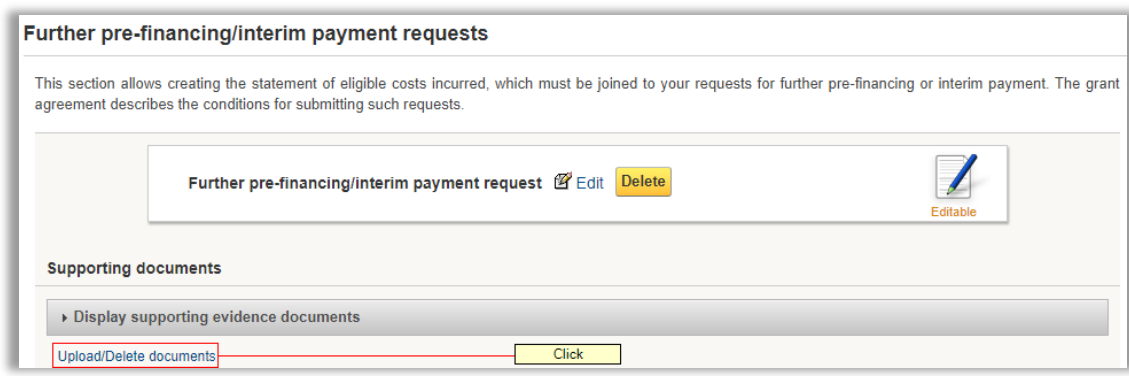 Further pre-financing/interim payment requests
This section allows creating the statement of eligible costs incurred, which must be joined to your requests for further pre-financing or interim payment. The grant
agreement describes the conditions for submitting such requests.
Further pre-financing/interim payment request Edit Delete
Editable
Supporting documents
Display supporting evidence documents
Upload/Delete documents Click